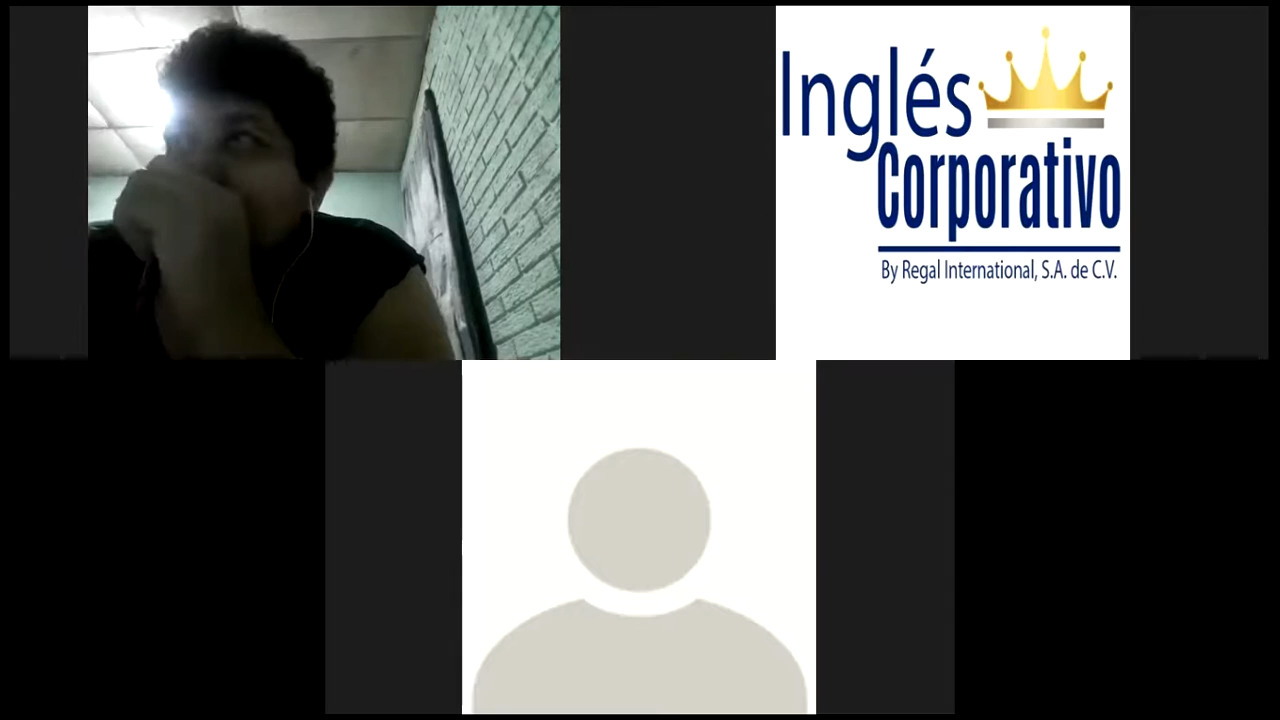 Inglés
Corporativo
By Regal International, S.A. de C.V.